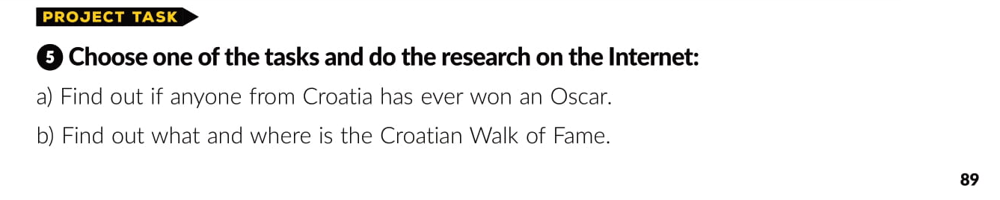 PROJECT TASK
5 Choose one of the tasks and do the research on the Internet:
a) Find out if anyone from Croatia has ever won an Oscar.
b) Find out what and where is the Croatian Walk of Fame.
89